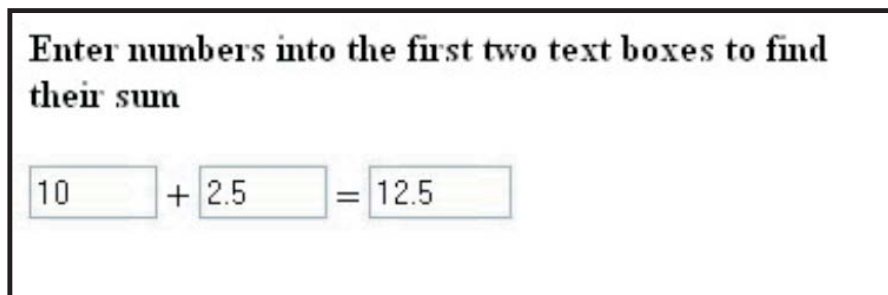 Enter numbers into the first two text boxes to find
their sum
10 + 2.5 = 12.5